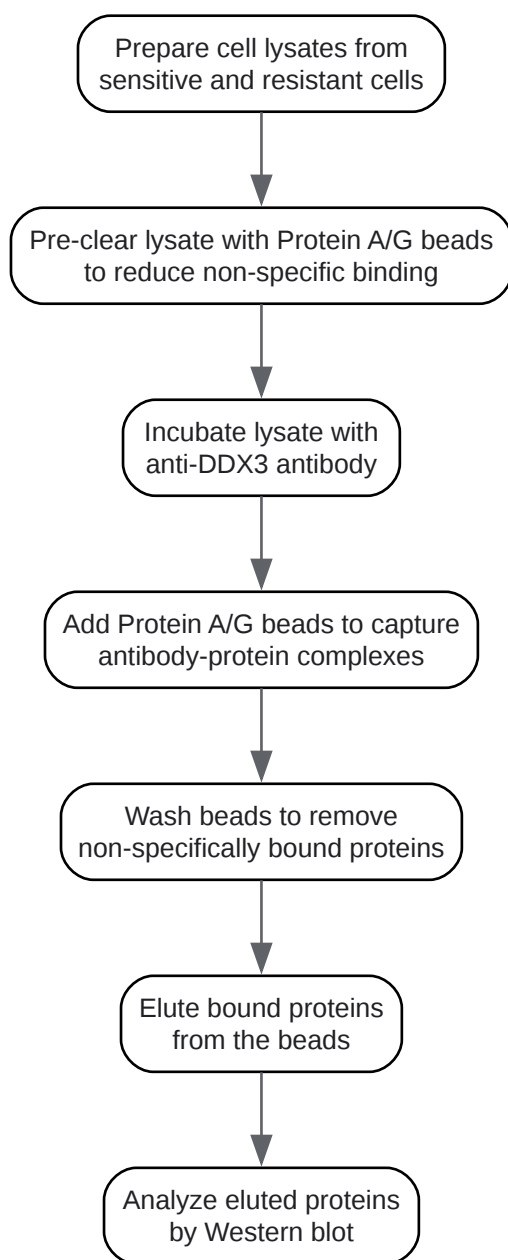 Prepare cell lysates from
sensitive and resistant cells
Pre-clear lysate with Protein A/G beads
to reduce non-specific binding
Incubate lysate with
anti-DDX3 antibody
Add Protein A/G beads to capture
antibody-protein complexes
Wash beads to remove
non-specifically bound proteins
Elute bound proteins
from the beads
Analyze eluted proteins
by Western blot